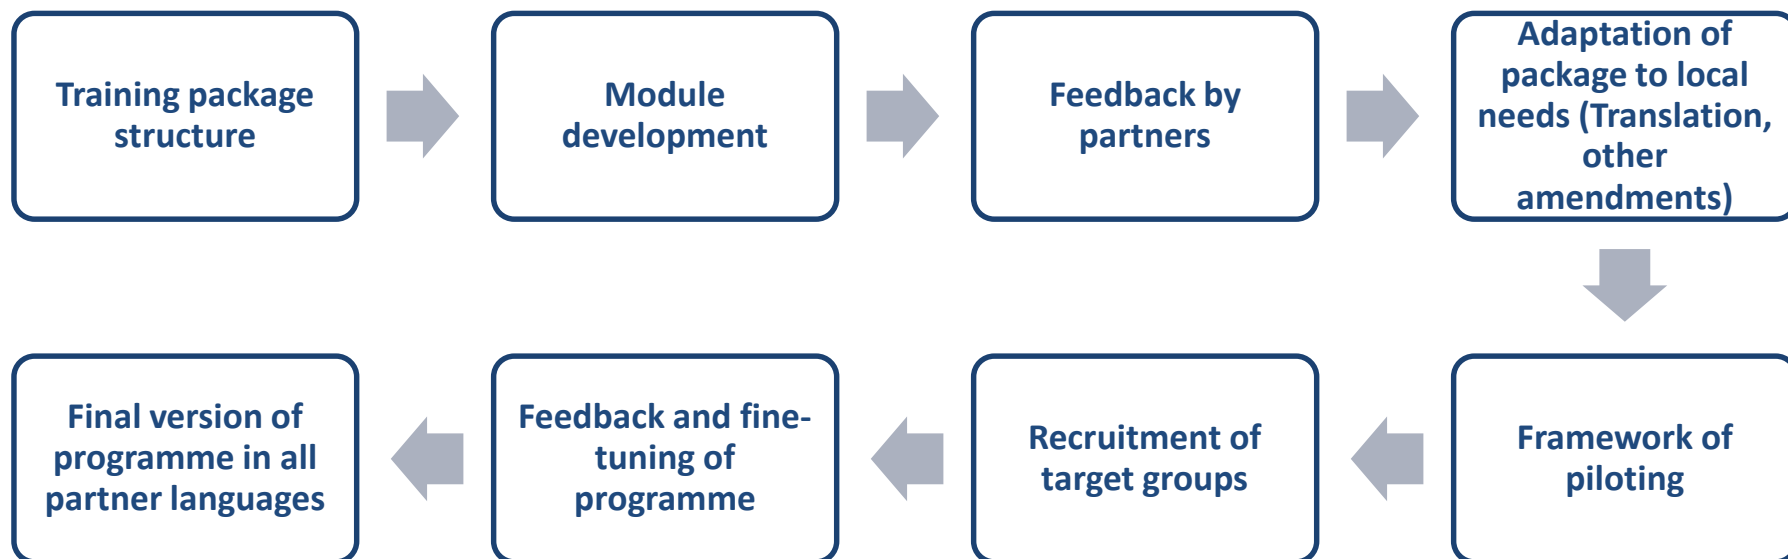 Training package
structure
Module
development
Feedback by
partners
Adaptation of
package to local
needs (Translation,
other
amendments)
Framework of
piloting
Recruitment of
target groups
Feedback and fine-
tuning of
programme
Final version of
programme in all
partner languages